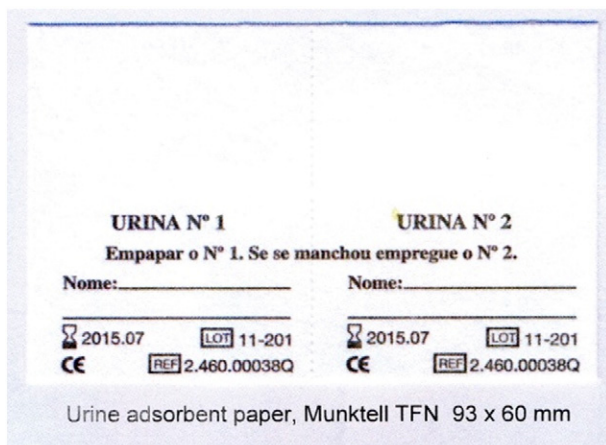 URINA Nº 1 URINA Nº 2
Empapar o Nº 1. Se se manchou empregue o Nº 2.
Nome: Nome:
2015.07 LOT 11-201 2015.07 LOT 11-201
CE REF 2.460.00038Q CE REF 2.460.00038Q
Urine adsorbent paper, Munktell TFN 93 x 60 mm